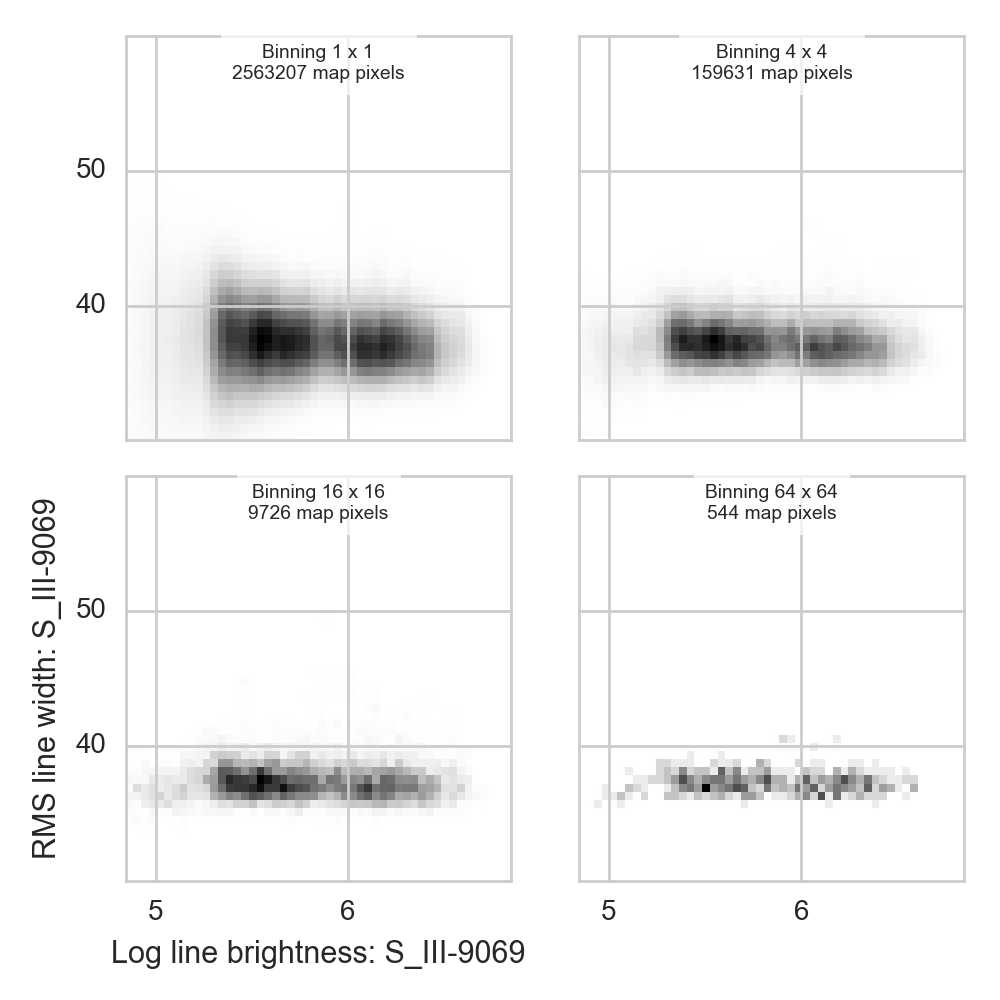 Binning 1 x 1
2563207 map pixels
Binning 4 x 4
159631 map pixels
50
40
Binning 16 x 16
9726 map pixels
Binning 64 x 64
544 map pixels
50
40
RMS line width: S_III-9069
5
6
5
6
Log line brightness: S_III-9069